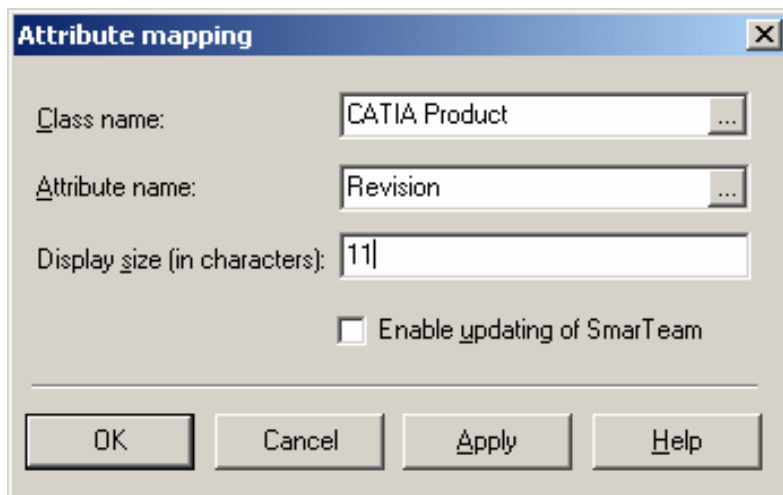 Attribute mapping
Class name: CATIA Product ...
Attribute name: Revision ...
Display size (in characters): 11
Enable updating of SmarTeam
OK Cancel Apply Help